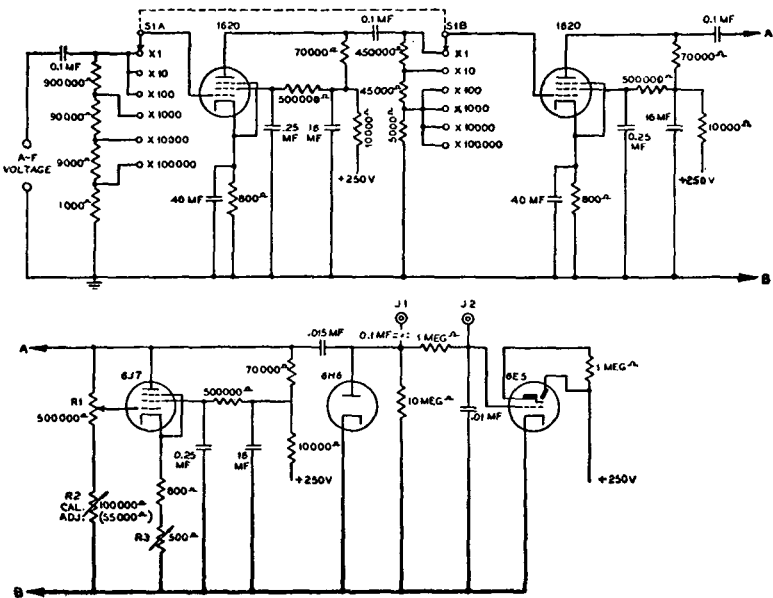 S1A
1620
0.1 MF
S1B
1620
0.1 MF
A
0.1 MF
X1
X10
X100
X1000
X10000
X100000
900000Ω
90000Ω
9000Ω
1000Ω
A-F
VOLTAGE
70000Ω
450000Ω
45000Ω
5000Ω
500000Ω
.25
MF
16
MF
10000Ω
+250V
40 MF
800Ω
X1
X10
X100
X1000
X10000
X100000
70000Ω
500000Ω
0.25
MF
16 MF
10000Ω
+250V
40 MF
800Ω
B
J1
J2
A
.015 MF
0.1 MF
1 MEGΩ
6J7
70000Ω
6H6
6E5
1 MEGΩ
R1
500000Ω
500000Ω
10 MEGΩ
.01 MF
0.25
MF
16
MF
10000Ω
+250V
+250V
R2
CAL.
ADJ.
100000Ω
(55000Ω)
800Ω
R3
500Ω
B